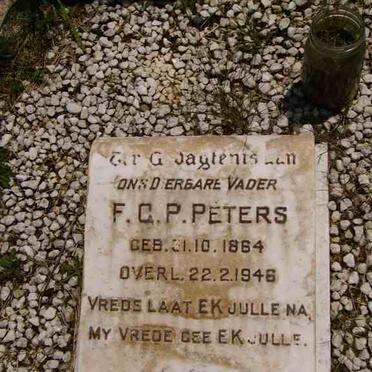 Ter Gedagtenis aan
ONS DIERBARE VADER
F. C. P. PETERS
GEB. 31.10.1864
OVERL. 22.2.1946
VREDE LAAT EK JULLE NA,
MY VREDE GEE EK JULLE.